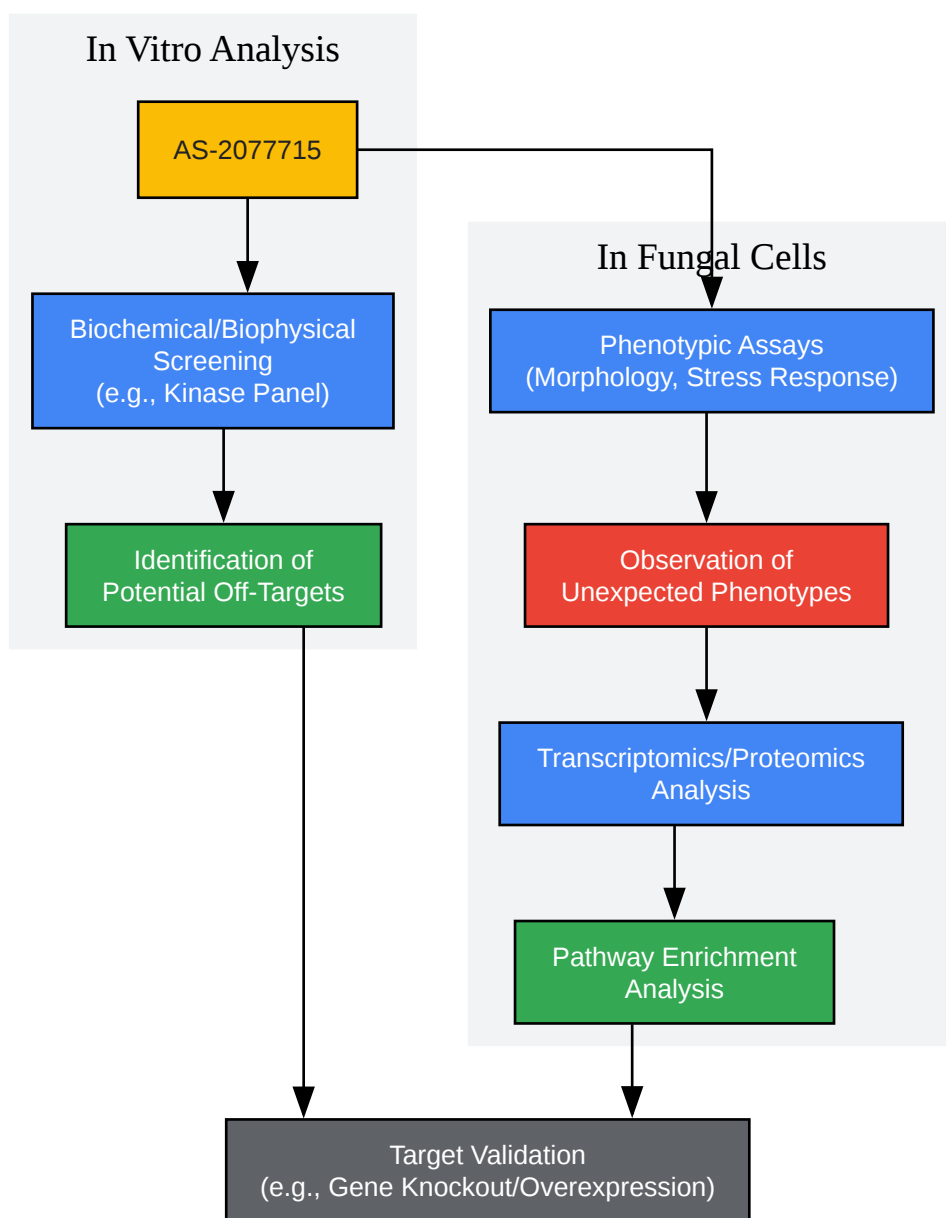 In Vitro Analysis
AS-2077715
Biochemical/Biophysical
Screening
(e.g., Kinase Panel)
Identification of
Potential Off-Targets
In Fungal Cells
Phenotypic Assays
(Morphology, Stress Response)
Observation of
Unexpected Phenotypes
Transcriptomics/Proteomics
Analysis
Pathway Enrichment
Analysis
Target Validation
(e.g., Gene Knockout/Overexpression)